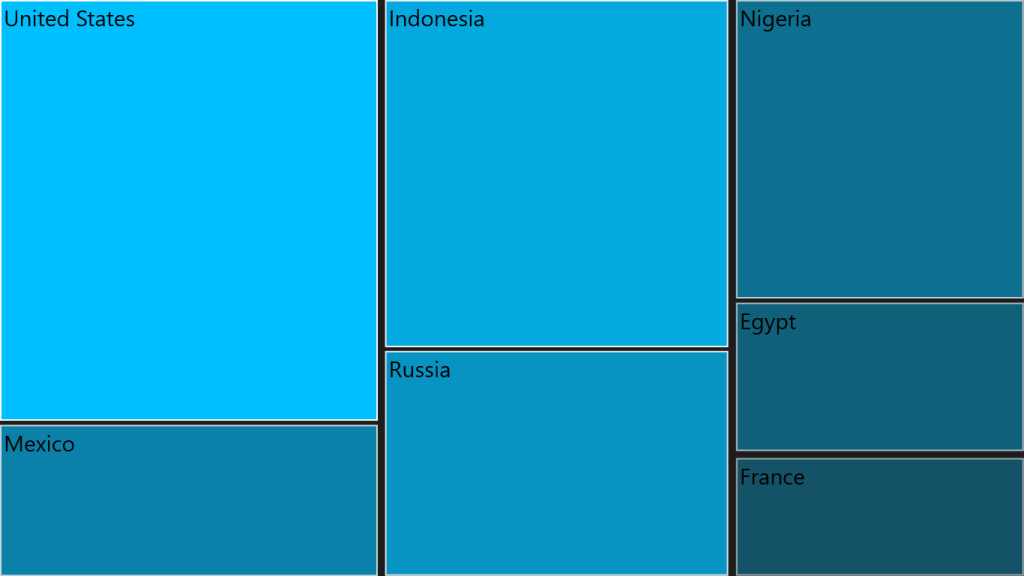 United States
Indonesia
Nigeria
Egypt
Russia
Mexico
France